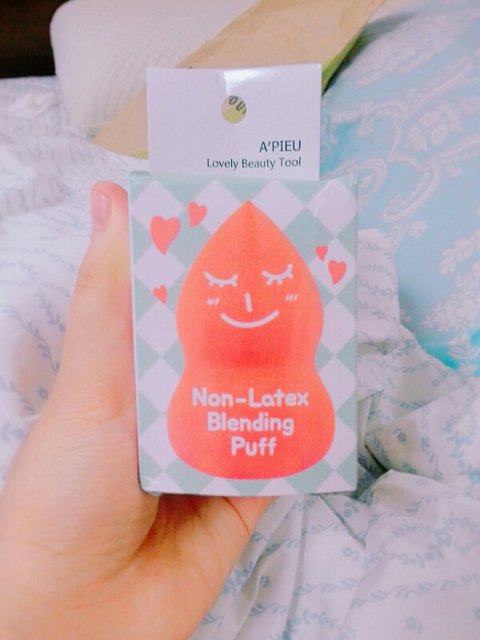 A'PIEU
Lovely Beauty Tool
Non-Latex
Blending
Puff